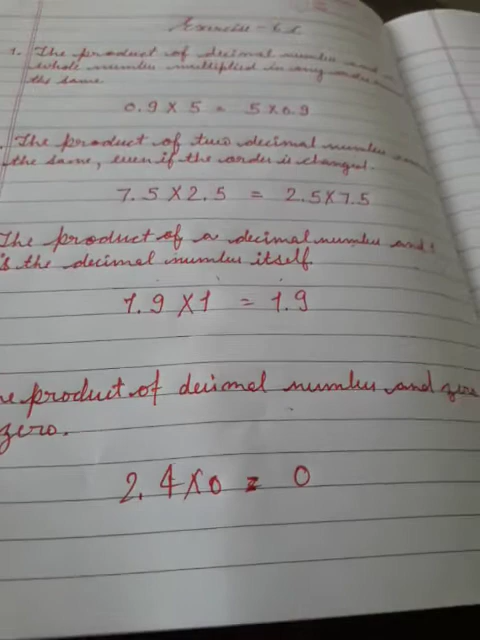 Exercise
1. The product of decimal number and
whole number multiplied in any order
the same.
0.9 X 5 = 5 X 0.9
The product of two decimal number
the same, even if the order is changed.
7.5 X 2.5 = 2.5 X 7.5
The product of a decimal number and
is the decimal number itself.
1.9 X 1 = 1.9
product of decimal number and zero
zero.
2.4 X 0 = 0